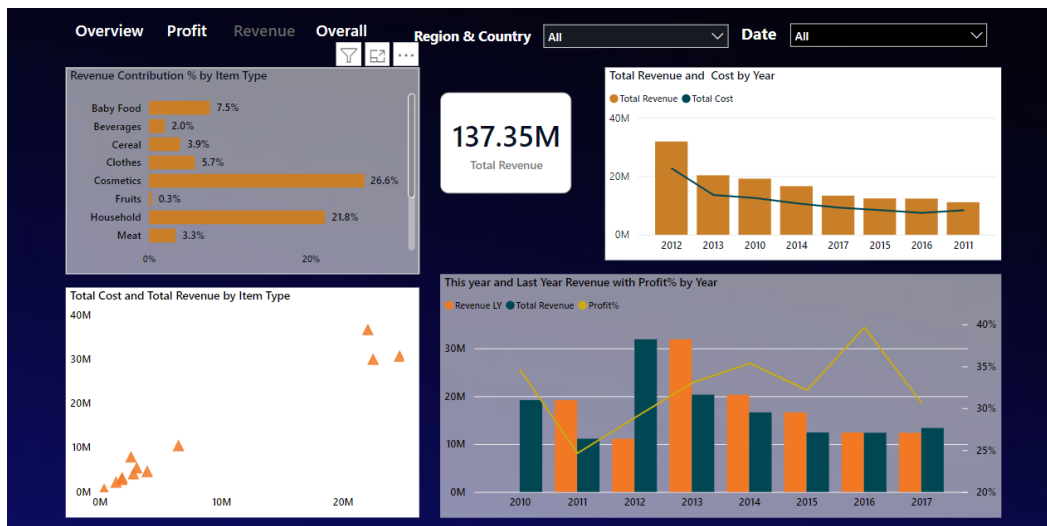 Overview Profit Revenue Overall
Region & Country All Date All
Revenue Contribution % by Item Type
Baby Food 7.5%
Beverages 2.0%
Cereal 3.9%
Clothes 5.7%
Cosmetics 26.6%
Fruits 0.3%
Household 21.8%
Meat 3.3%
0% 20%
137.35M
Total Revenue
Total Revenue and Cost by Year
Total Revenue Total Cost
40M
20M
0M
2012 2013 2010 2014 2017 2015 2016 2011
Total Cost and Total Revenue by Item Type
40M
30M
20M
10M
0M
0M 10M 20M
This year and Last Year Revenue with Profit% by Year
Revenue LY Total Revenue Profit%
30M
20M
10M
0M
40%
35%
30%
25%
20%
2010 2011 2012 2013 2014 2015 2016 2017